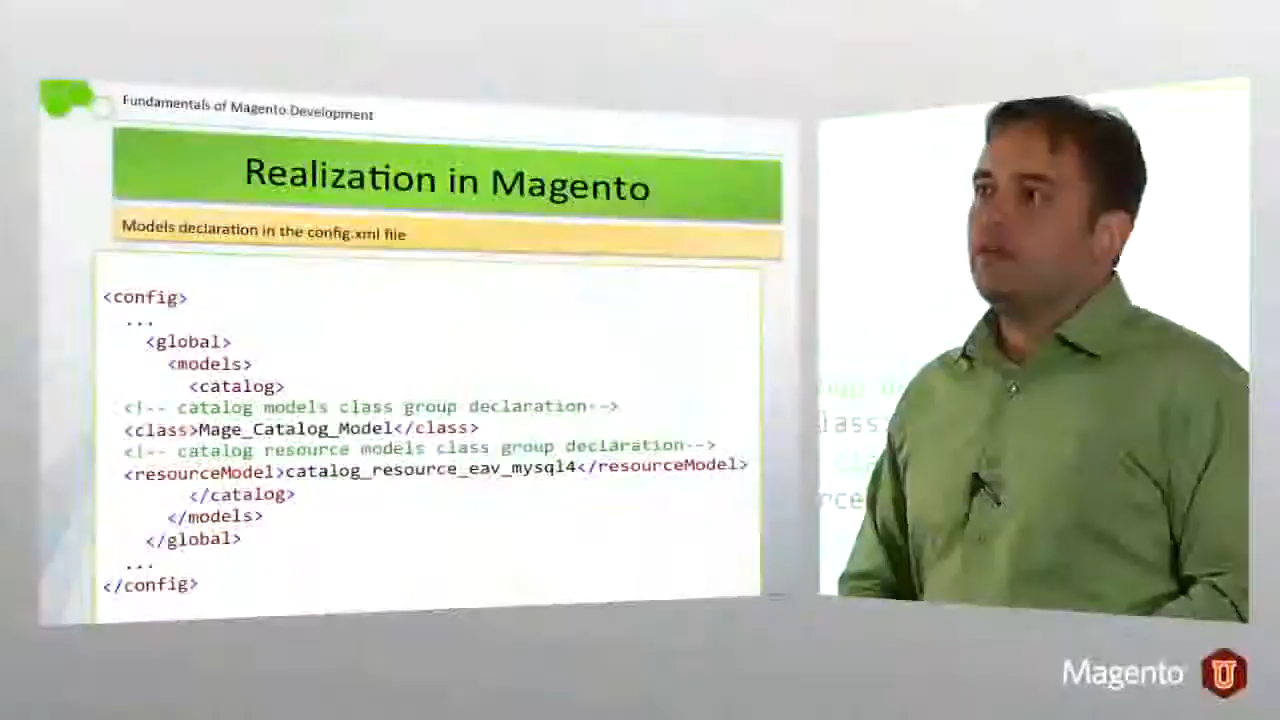 Fundamentals of Magento Development
Realization in Magento
Models declaration in the config.xml file
<config>
...
<global>
<models>
<catalog>
<!-- catalog models class group declaration-->
<class>Mage_Catalog_Model</class>
<!-- catalog resource models class group declaration-->
<resourceModel>catalog_resource_eav_mysql4</resourceModel>
</catalog>
</models>
</global>
...
</config>
lass
Magento U